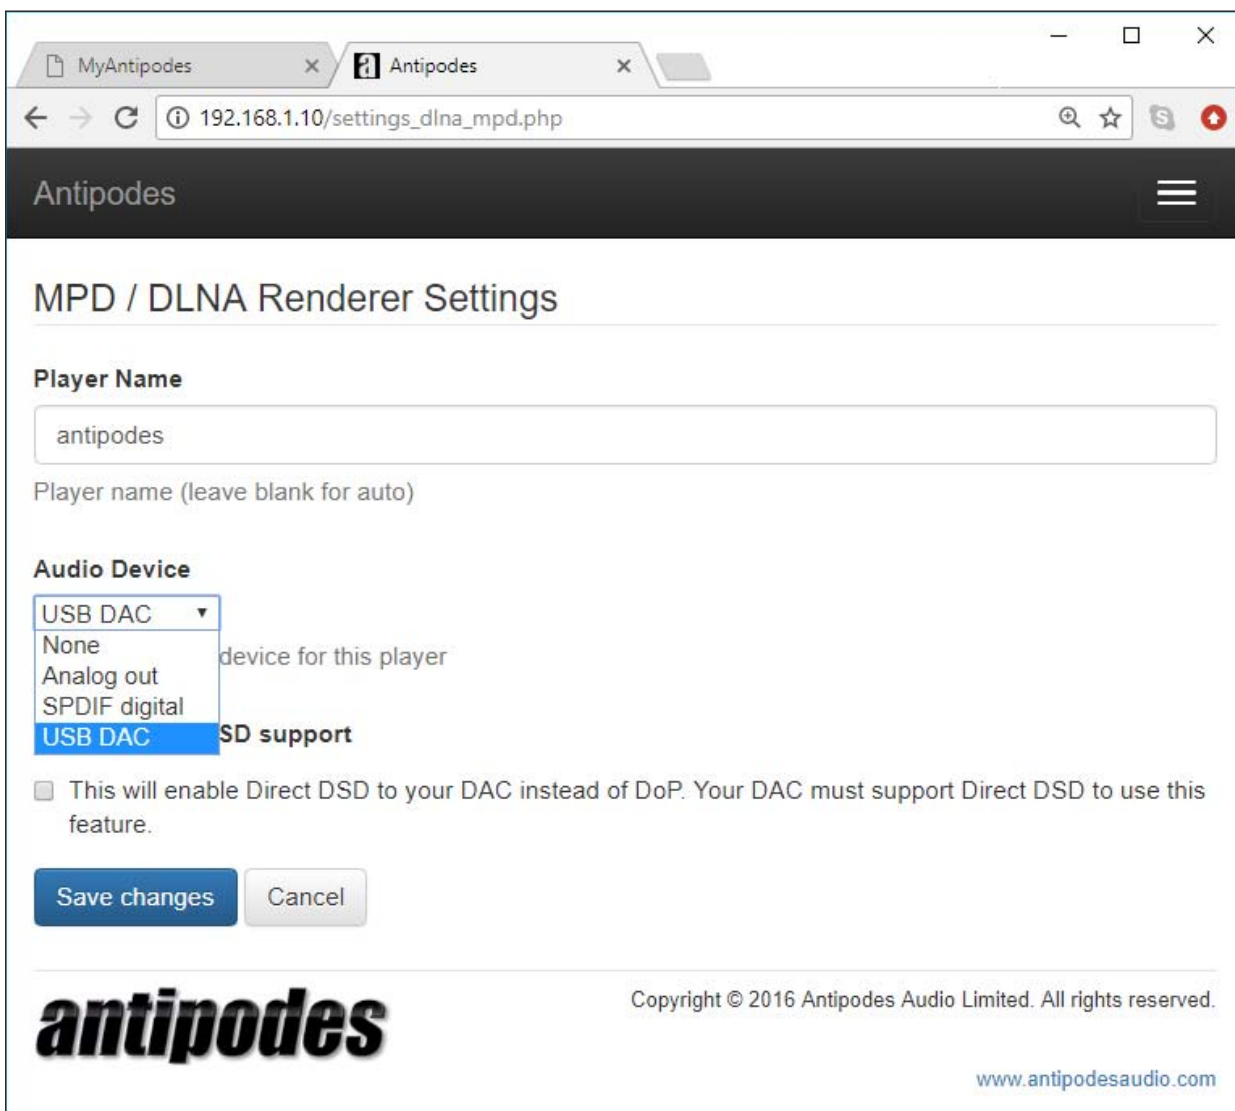 MyAntipodes
Antipodes
192.168.1.10/settings_dlna_mpd.php
Antipodes
MPD / DLNA Renderer Settings
Player Name
antipodes
Player name (leave blank for auto)
Audio Device
USB DAC
None
device for this player
Analog out
SPDIF digital
USB DAC
SD support
This will enable Direct DSD to your DAC instead of DoP. Your DAC must support Direct DSD to use this
feature.
Save changes Cancel
antipodes
Copyright © 2016 Antipodes Audio Limited. All rights reserved.
www.antipodesaudio.com